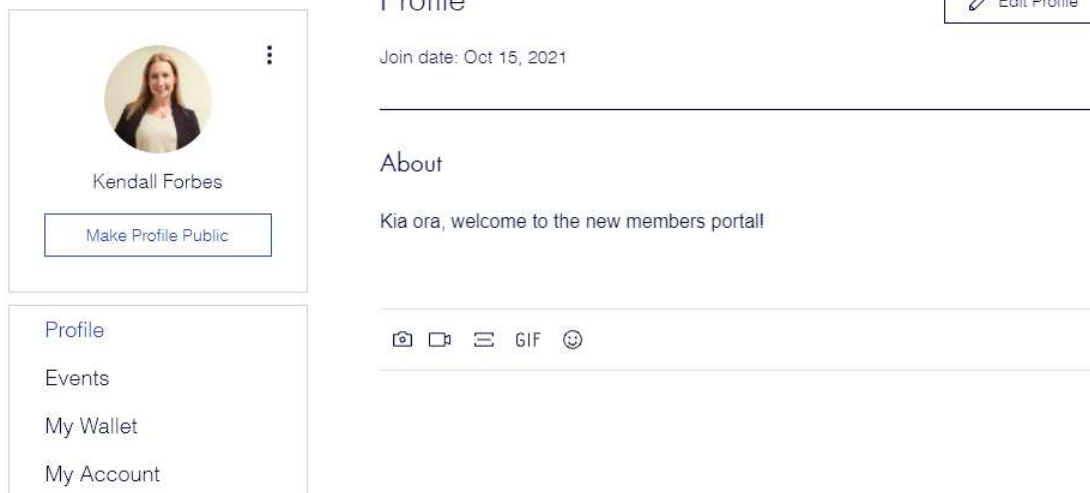 Profile
Edit Profile
Join date: Oct 15, 2021
Kendall Forbes
Make Profile Public
About
Kia ora, welcome to the new members portal!
GIF
Profile
Events
My Wallet
My Account